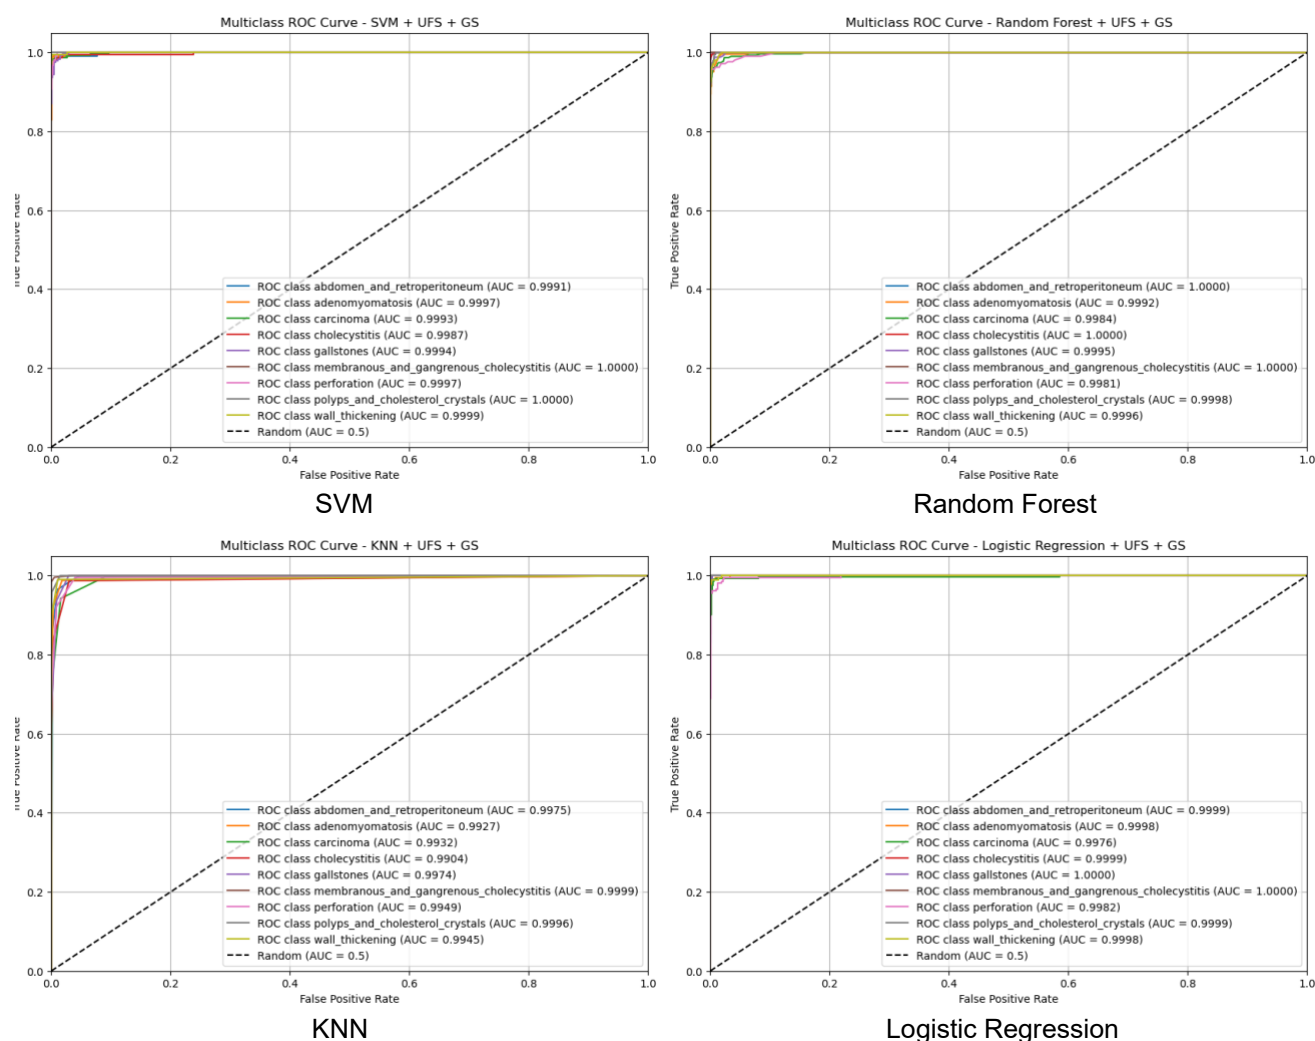 Multiclass ROC Curve - SVM + UFS + GS
1.0
0.8
0.6
0.4
0.2
0.0
True Positive Rate
ROC class abdomen_and_retroperitoneum (AUC = 0.9991)
ROC class adenomyomatosis (AUC = 0.9997)
ROC class carcinoma (AUC = 0.9993)
ROC class cholecystitis (AUC = 0.9987)
ROC class gallstones (AUC = 0.9994)
ROC class membranous_and_gangrenous_cholecystitis (AUC = 1.0000)
ROC class perforation (AUC = 0.9997)
ROC class polyps_and_cholesterol_crystals (AUC = 1.0000)
ROC class wall_thickening (AUC = 0.9999)
Random (AUC = 0.5)
0.0 0.2 0.4 0.6 0.8 1.0
False Positive Rate
SVM
Multiclass ROC Curve - Random Forest + UFS + GS
1.0
0.8
0.6
0.4
0.2
0.0
True Positive Rate
ROC class abdomen_and_retroperitoneum (AUC = 1.0000)
ROC class adenomyomatosis (AUC = 0.9992)
ROC class carcinoma (AUC = 0.9984)
ROC class cholecystitis (AUC = 1.0000)
ROC class gallstones (AUC = 0.9995)
ROC class membranous_and_gangrenous_cholecystitis (AUC = 1.0000)
ROC class perforation (AUC = 0.9981)
ROC class polyps_and_cholesterol_crystals (AUC = 0.9998)
ROC class wall_thickening (AUC = 0.9996)
Random (AUC = 0.5)
0.0 0.2 0.4 0.6 0.8 1.0
False Positive Rate
Random Forest
Multiclass ROC Curve - KNN + UFS + GS
1.0
0.8
0.6
0.4
0.2
0.0
True Positive Rate
ROC class abdomen_and_retroperitoneum (AUC = 0.9975)
ROC class adenomyomatosis (AUC = 0.9927)
ROC class carcinoma (AUC = 0.9932)
ROC class cholecystitis (AUC = 0.9904)
ROC class gallstones (AUC = 0.9974)
ROC class membranous_and_gangrenous_cholecystitis (AUC = 0.9999)
ROC class perforation (AUC = 0.9949)
ROC class polyps_and_cholesterol_crystals (AUC = 0.9996)
ROC class wall_thickening (AUC = 0.9945)
Random (AUC = 0.5)
0.0 0.2 0.4 0.6 0.8 1.0
False Positive Rate
KNN
Multiclass ROC Curve - Logistic Regression + UFS + GS
1.0
0.8
0.6
0.4
0.2
0.0
True Positive Rate
ROC class abdomen_and_retroperitoneum (AUC = 0.9999)
ROC class adenomyomatosis (AUC = 0.9998)
ROC class carcinoma (AUC = 0.9976)
ROC class cholecystitis (AUC = 0.9999)
ROC class gallstones (AUC = 1.0000)
ROC class membranous_and_gangrenous_cholecystitis (AUC = 1.0000)
ROC class perforation (AUC = 0.9982)
ROC class polyps_and_cholesterol_crystals (AUC = 0.9999)
ROC class wall_thickening (AUC = 0.9998)
Random (AUC = 0.5)
0.0 0.2 0.4 0.6 0.8 1.0
False Positive Rate
Logistic Regression